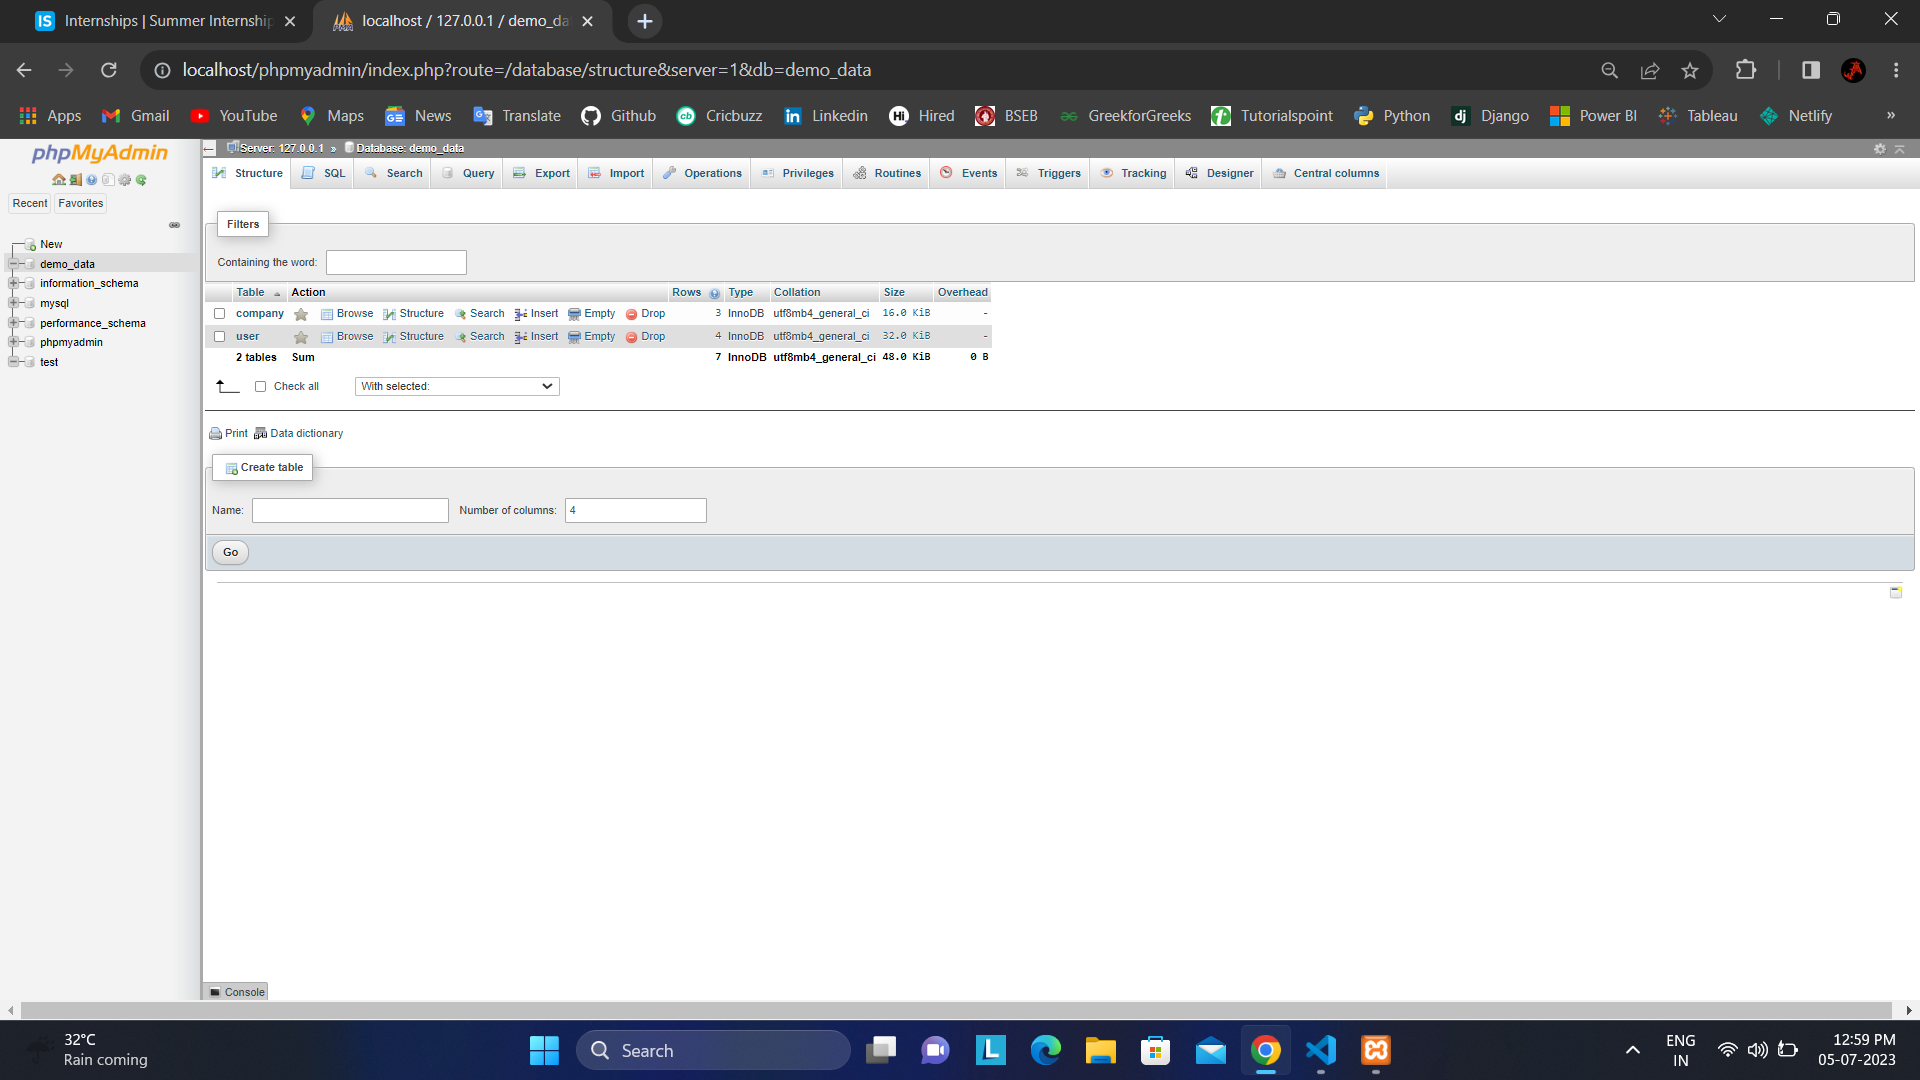 Internships | Summer Internship
localhost / 127.0.0.1 / demo_da
localhost/phpmyadmin/index.php?route=/database/structure&server=1&db=demo_data
Apps Gmail YouTube Maps News Translate Github Cricbuzz Linkedin Hired BSEB GreekforGreeks Tutorialspoint Python Django Power BI Tableau Netlify »
phpMyAdmin
Recent Favorites
New
demo_data
information_schema
mysql
performance_schema
phpmyadmin
test
Server: 127.0.0.1 » Database: demo_data
Structure SQL Search Query Export Import Operations Privileges Routines Events Triggers Tracking Designer Central columns
Filters
Containing the word:
Table Action Rows Type Collation Size Overhead
company Browse Structure Search Insert Empty Drop 3 InnoDB utf8mb4_general_ci 16.0 KiB -
user Browse Structure Search Insert Empty Drop 4 InnoDB utf8mb4_general_ci 32.0 KiB -
2 tables Sum 7 InnoDB utf8mb4_general_ci 48.0 KiB 0 B
Check all With selected:
Print Data dictionary
Create table
Name: Number of columns: 4
Go
Console
32°C
Rain coming
Search
ENG
IN
12:59 PM
05-07-2023